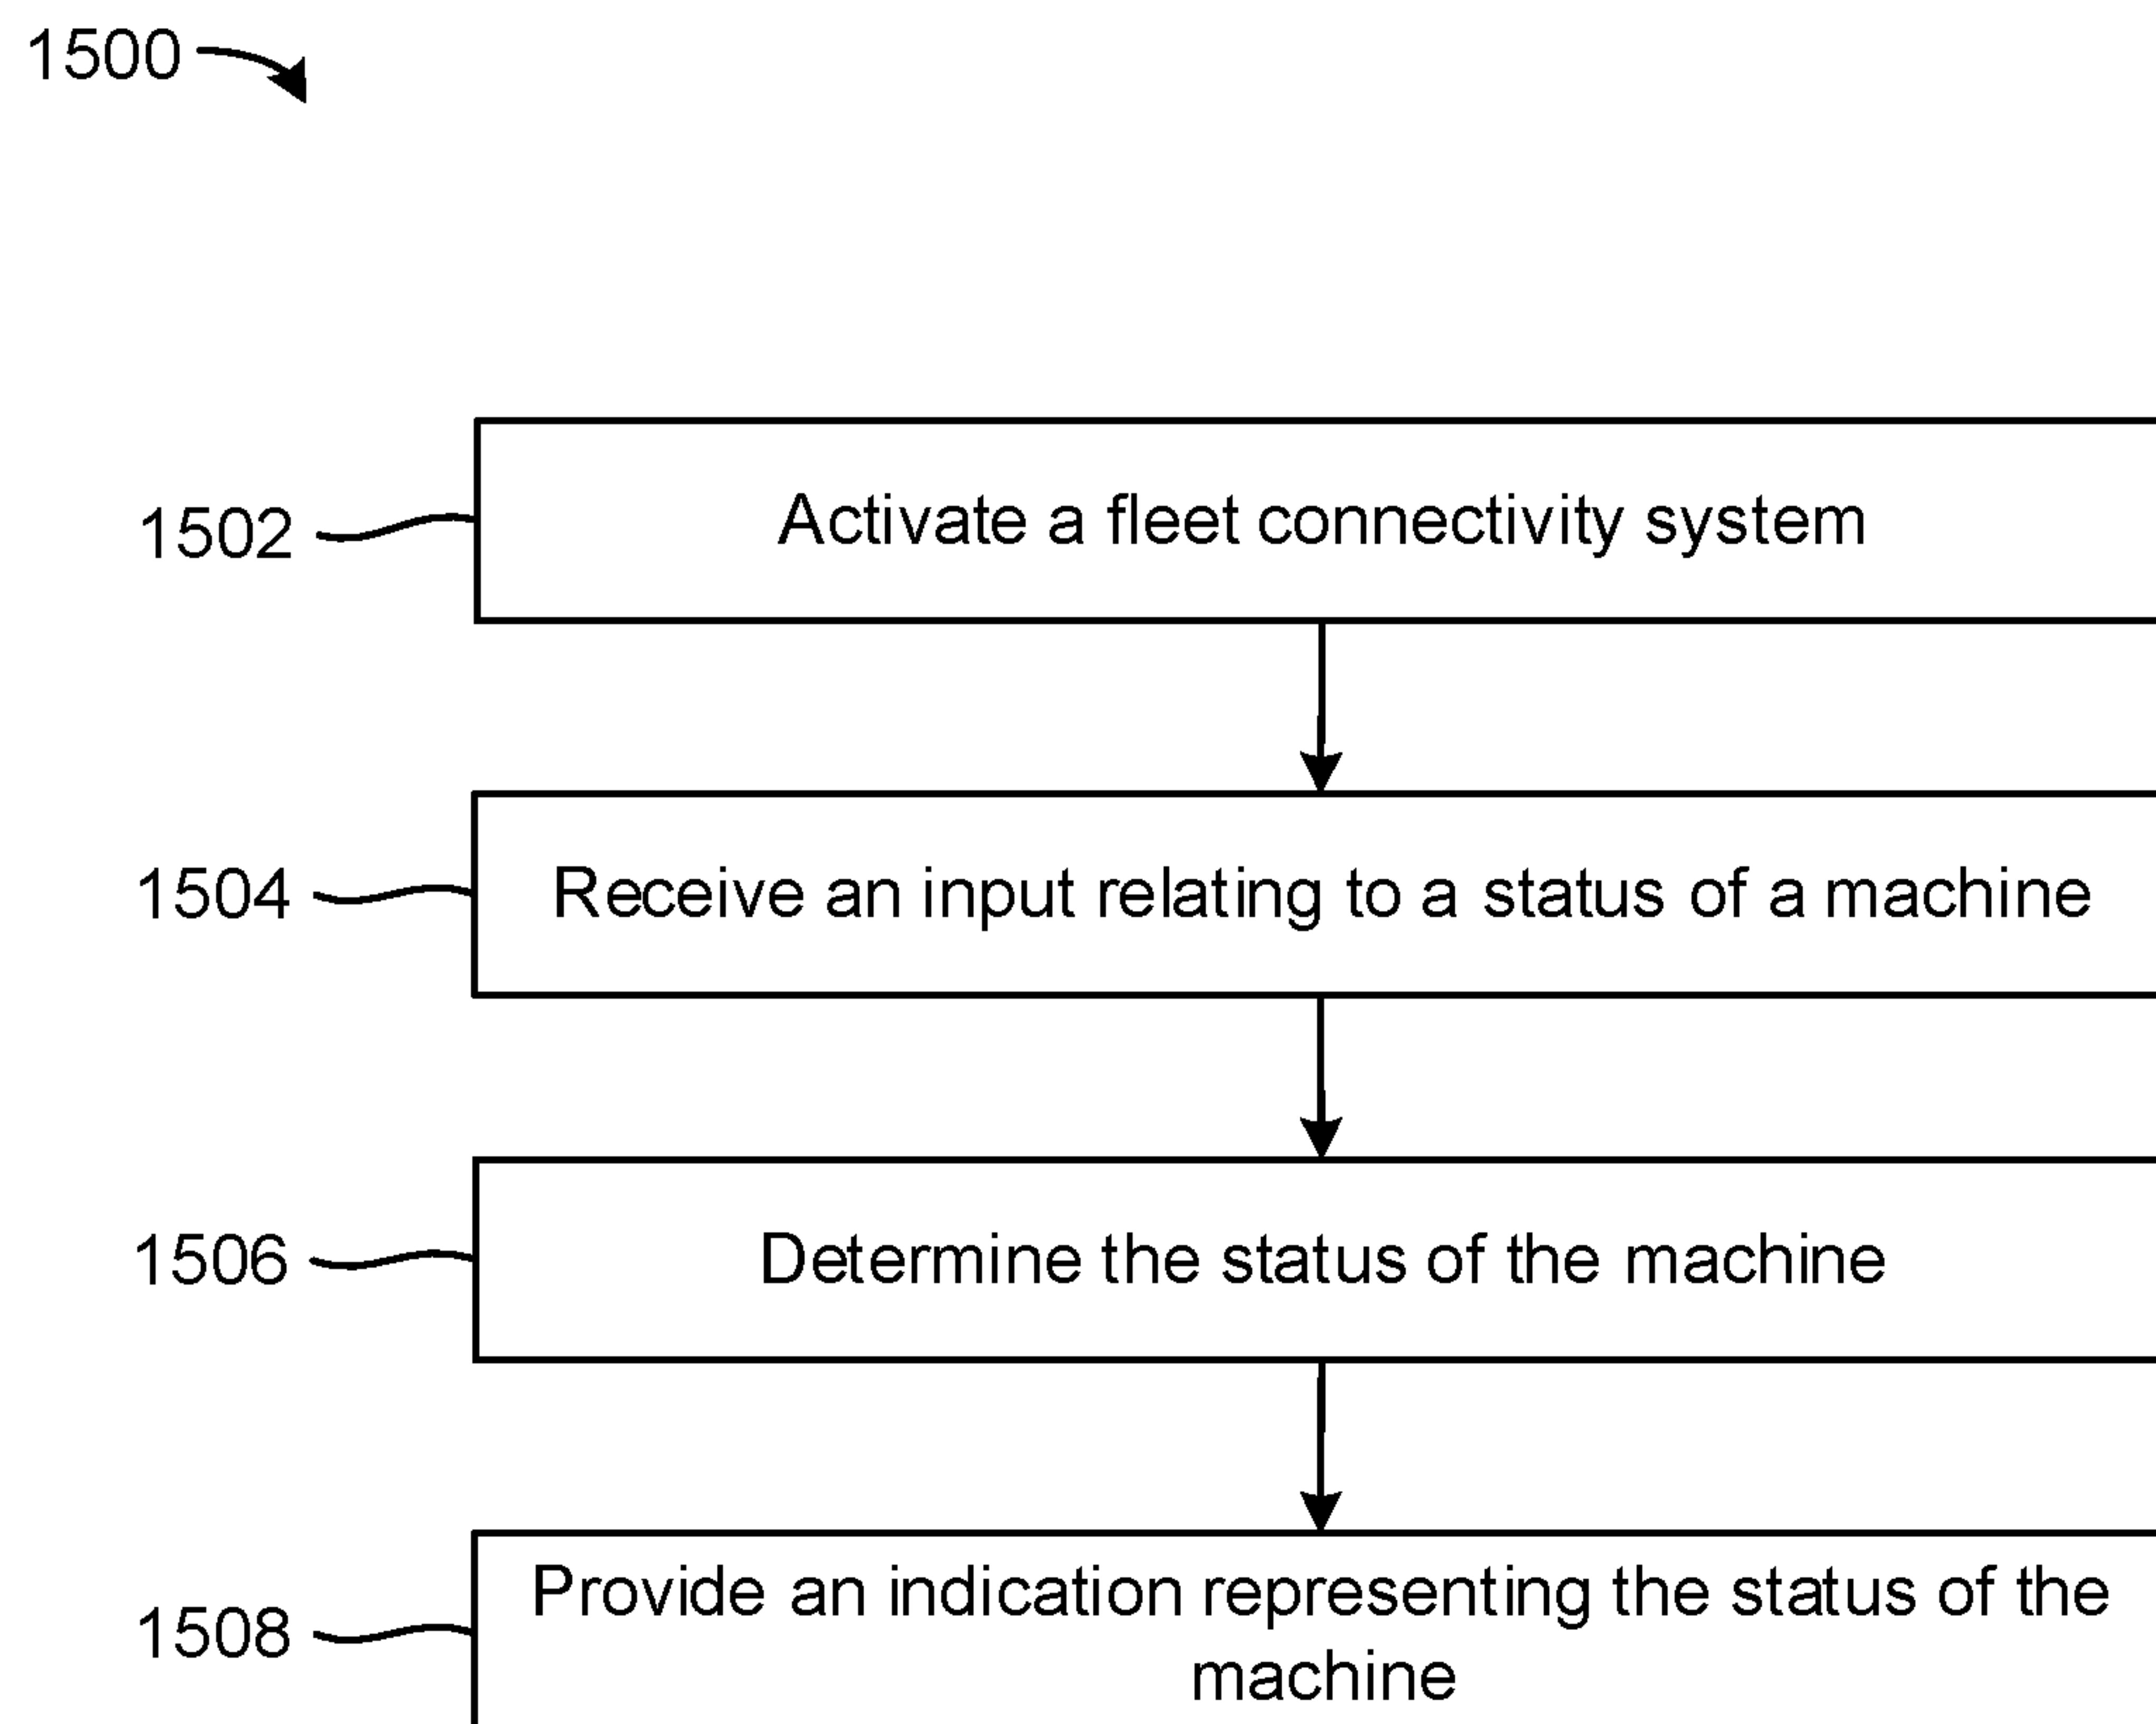 1500
1502
Activate a fleet connectivity system
1504
Receive an input relating to a status of a machine
1506
Determine the status of the machine
1508
Provide an indication representing the status of the
machine